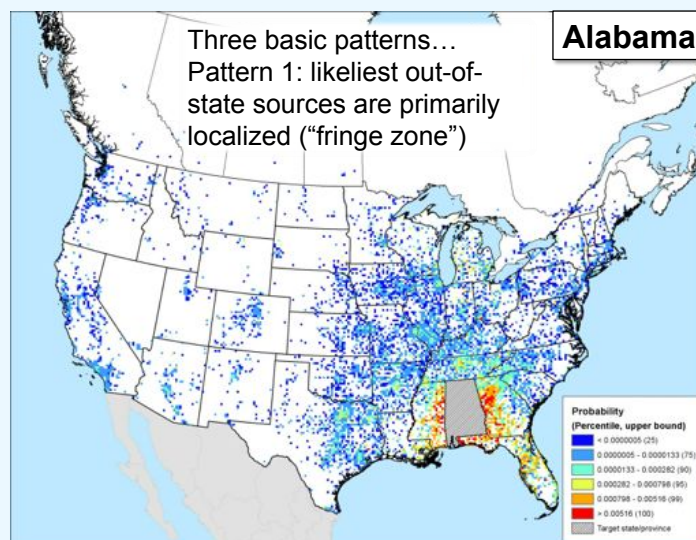 Three basic patterns…
Pattern 1: likeliest out-of-
state sources are primarily
localized (“fringe zone”)
Alabama
Probability
(Percentile, upper bound)
< 0.0000005 (25)
0.0000005 - 0.0000133 (75)
0.0000133 - 0.000282 (90)
0.000282 - 0.000798 (95)
0.000798 - 0.00516 (99)
> 0.00516 (100)
Target state/province